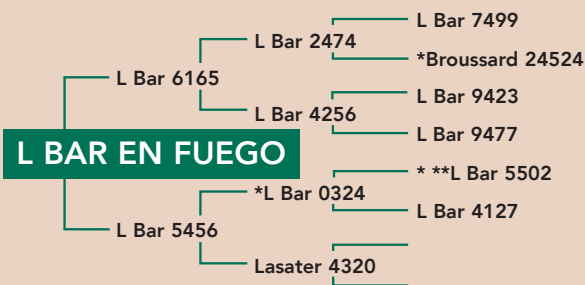 L Bar 7499
L Bar 2474
*Broussard 24524
L Bar 6165
L Bar 9423
L Bar 4256
L Bar 9477
L BAR EN FUEGO
* **L Bar 5502
*L Bar 0324
L Bar 4127
L Bar 5456
Lasater 4320